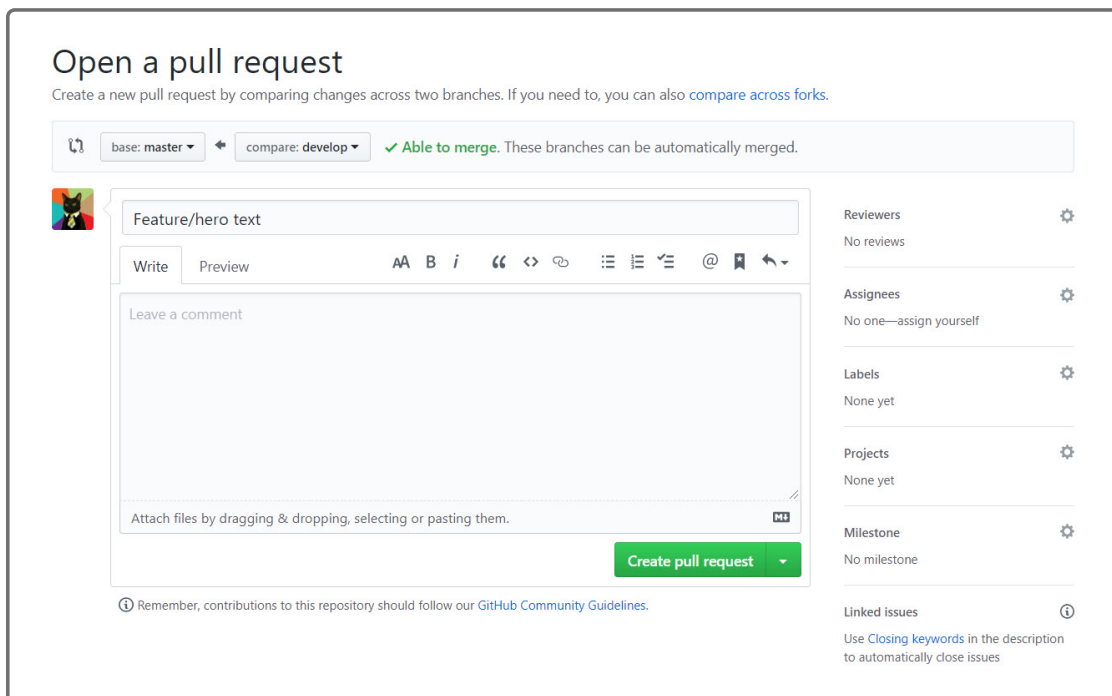 Open a pull request
Create a new pull request by comparing changes across two branches. If you need to, you can also compare across forks.
base: master
compare: develop
Able to merge. These branches can be automatically merged.
Feature/hero text
Write
Preview
AA B i
Leave a comment
Attach files by dragging & dropping, selecting or pasting them.
Create pull request
Remember, contributions to this repository should follow our GitHub Community Guidelines.
Reviewers
No reviews
Assignees
No one—assign yourself
Labels
None yet
Projects
None yet
Milestone
No milestone
Linked issues
Use Closing keywords in the description
to automatically close issues